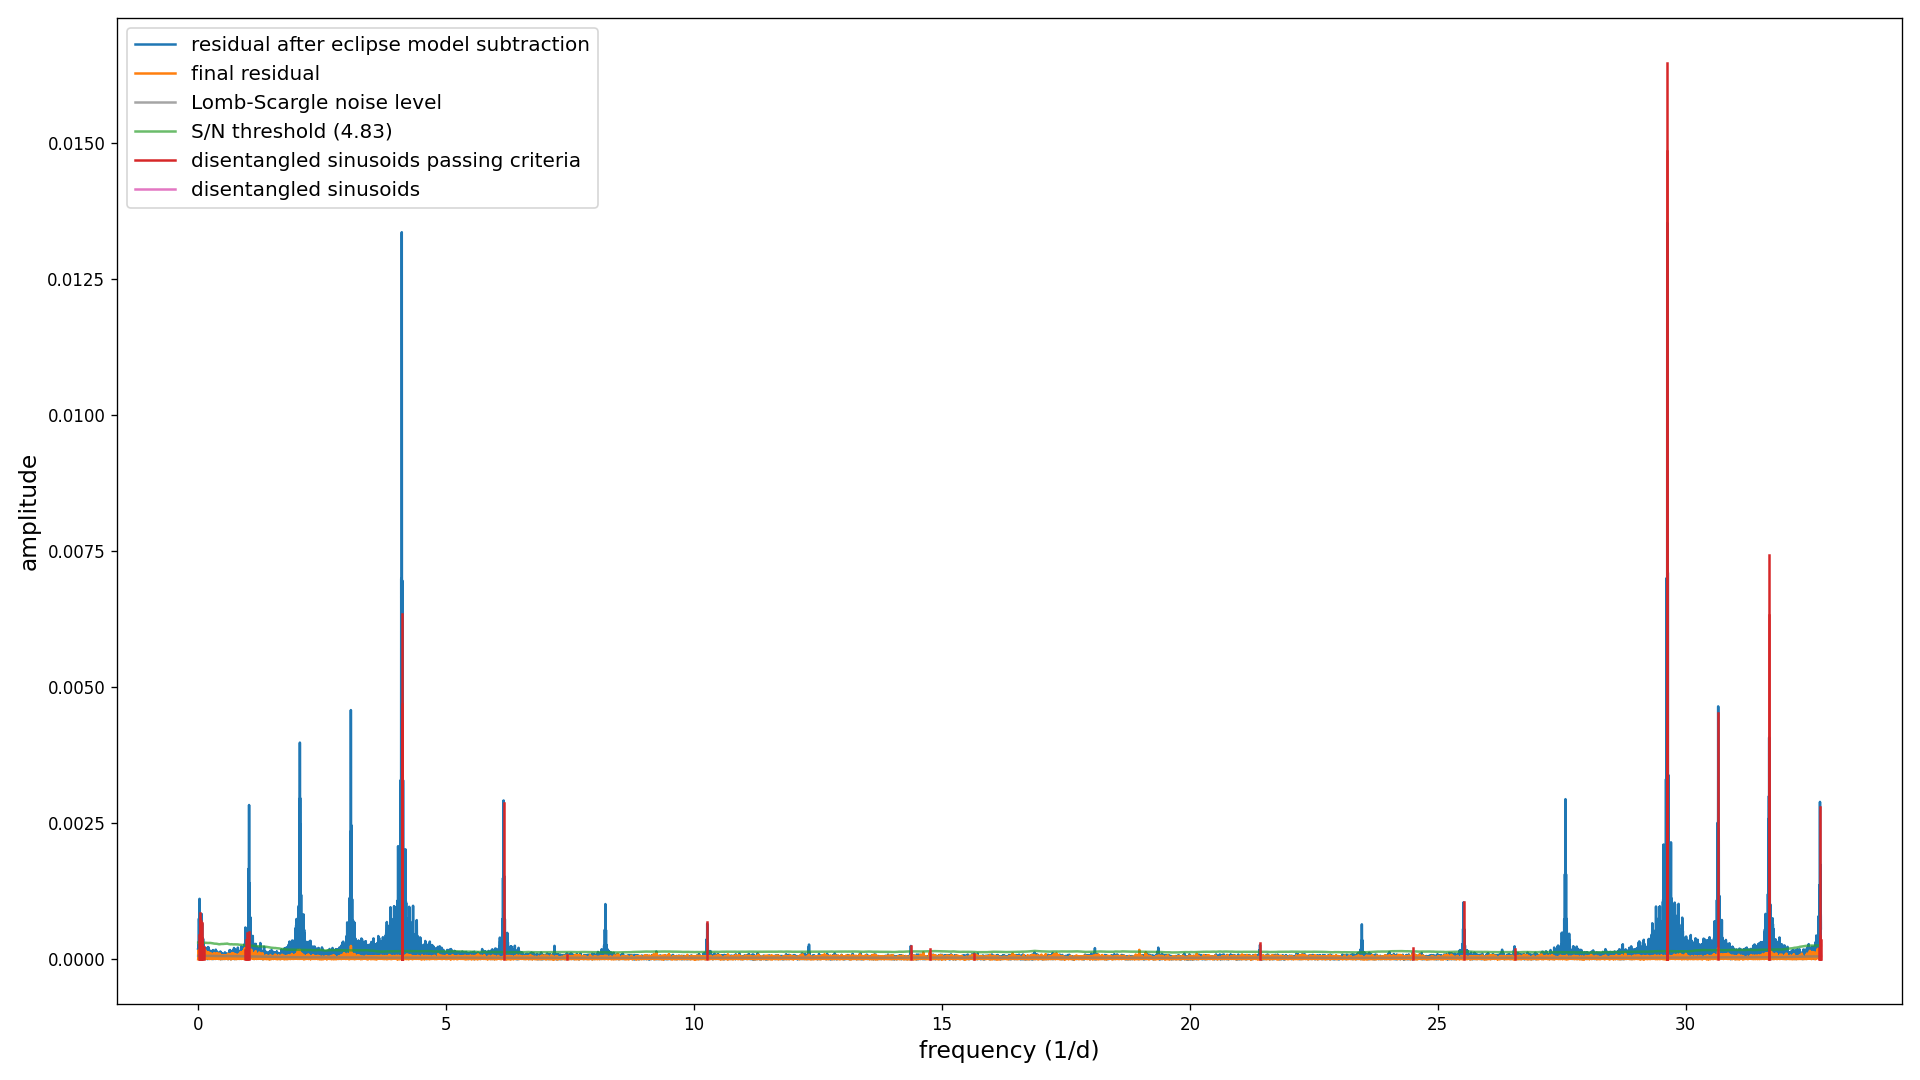 residual after eclipse model subtraction
final residual
Lomb-Scargle noise level
S/N threshold (4.83)
disentangled sinusoids passing criteria
disentangled sinusoids
0.0150
0.0125
0.0100
0.0075
0.0050
0.0025
0.0000
amplitude
0 5 10 15 20 25 30
frequency (1/d)